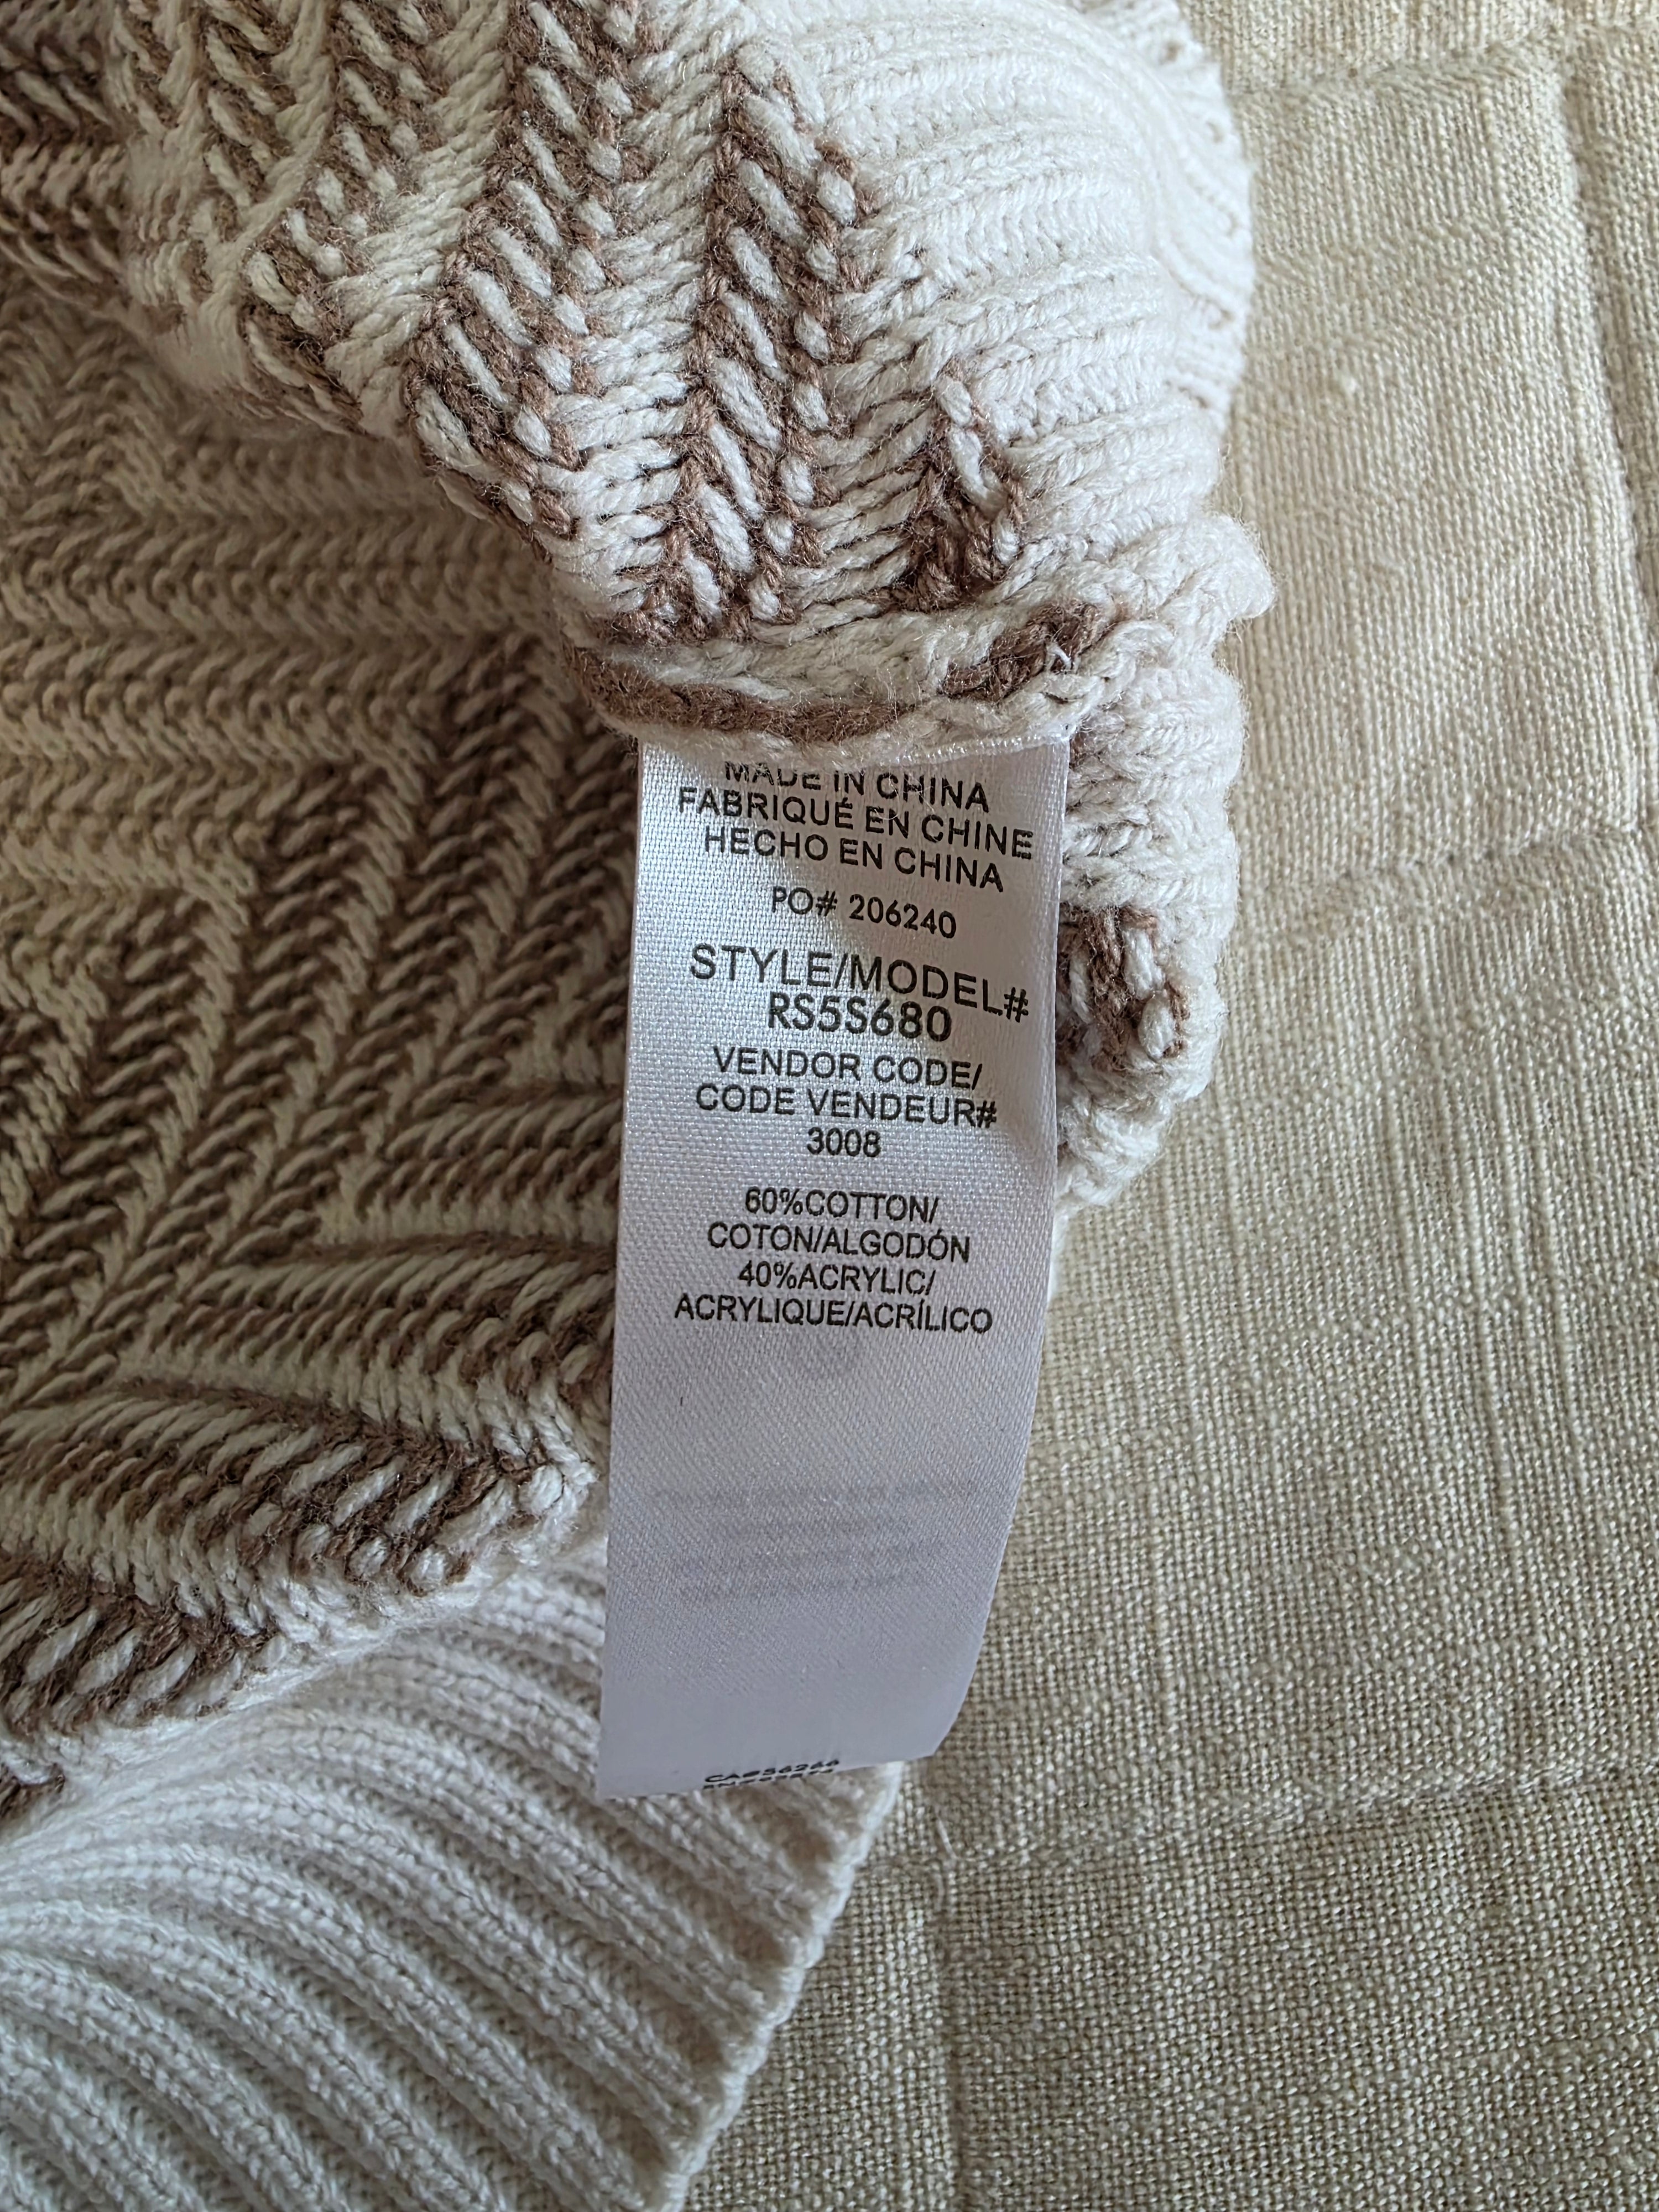 MADE IN CHINA
FABRIQUÉ EN CHINE
HECHO EN CHINA
PO# 206240
STYLE/MODEL#
RS5S680
VENDOR CODE/
CODE VENDEUR#
3008
60%COTTON/
COTON/ALGODÓN
40%ACRYLIC/
ACRYLIQUE/ACRÍLICO